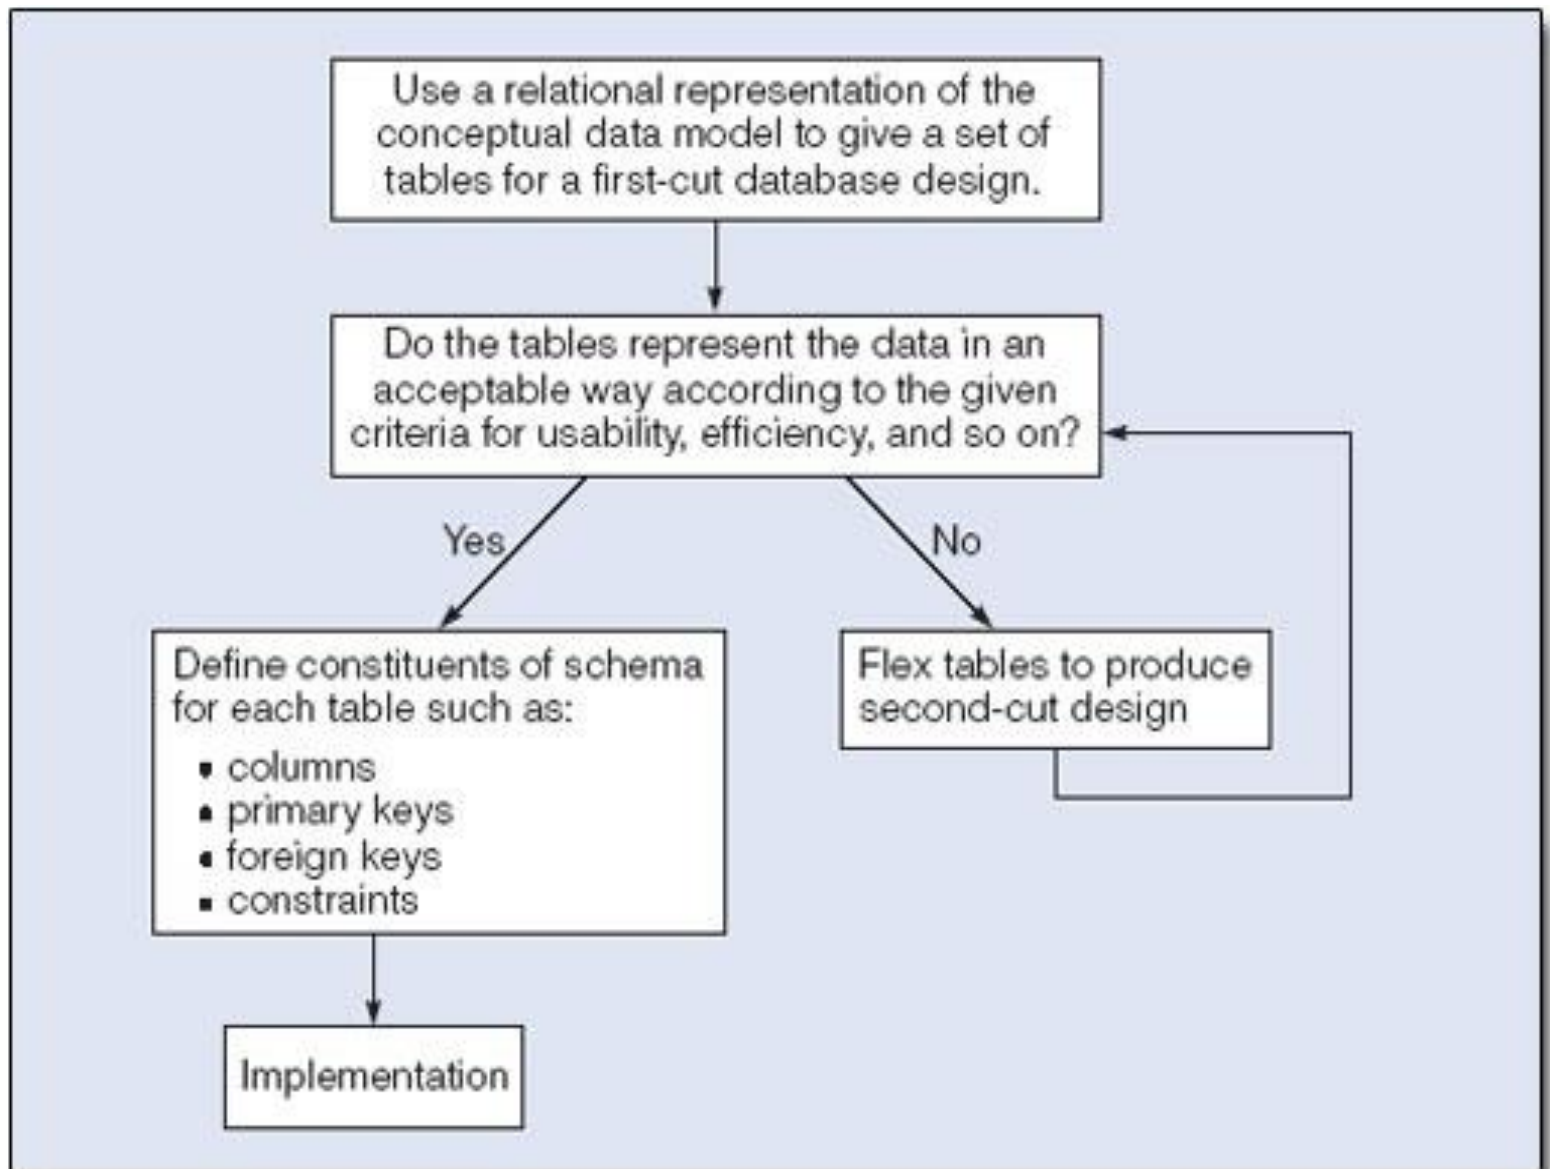 Use a relational representation of the
conceptual data model to give a set of
tables for a first-cut database design.
Do the tables represent the data in an
acceptable way according to the given
criteria for usability, efficiency, and so on?
Yes
No
Define constituents of schema
for each table such as:
▪ columns
▪ primary keys
▪ foreign keys
▪ constraints
Flex tables to produce
second-cut design
Implementation